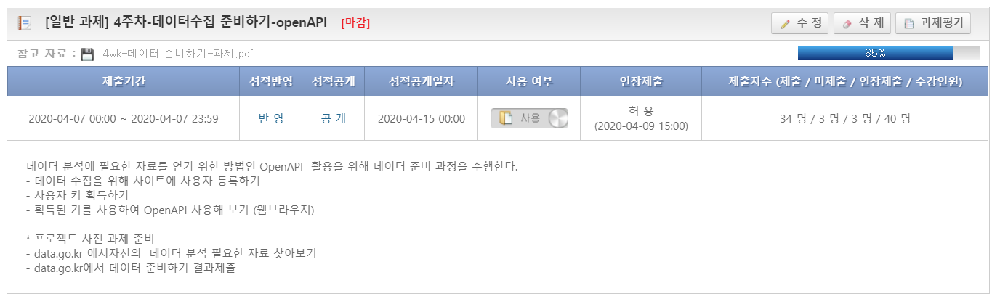 [일반 과제] 4주차-데이터수집 준비하기-openAPI [마감] 수 정 삭 제 과제평가
참고 자료 : 4wk-데이터 준비하기-과제.pdf 85%
제출기간 성적반영 성적공개 성적공개일자 사용 여부 연장제출 제출자수 (제출 / 미제출 / 연장제출 / 수강인원)
2020-04-07 00:00 ~ 2020-04-07 23:59 반 영 공 개 2020-04-15 00:00 사용 허 용 34 명 / 3 명 / 3 명 / 40 명
(2020-04-09 15:00)
데이터 분석에 필요한 자료를 얻기 위한 방법인 OpenAPI 활용을 위해 데이터 준비 과정을 수행한다.
- 데이터 수집을 위해 사이트에 사용자 등록하기
- 사용자 키 획득하기
- 획득된 키를 사용하여 OpenAPI 사용해 보기 (웹브라우져)
* 프로젝트 사전 과제 준비
- data.go.kr 에서자신의 데이터 분석 필요한 자료 찾아보기
- data.go.kr에서 데이터 준비하기 결과제출